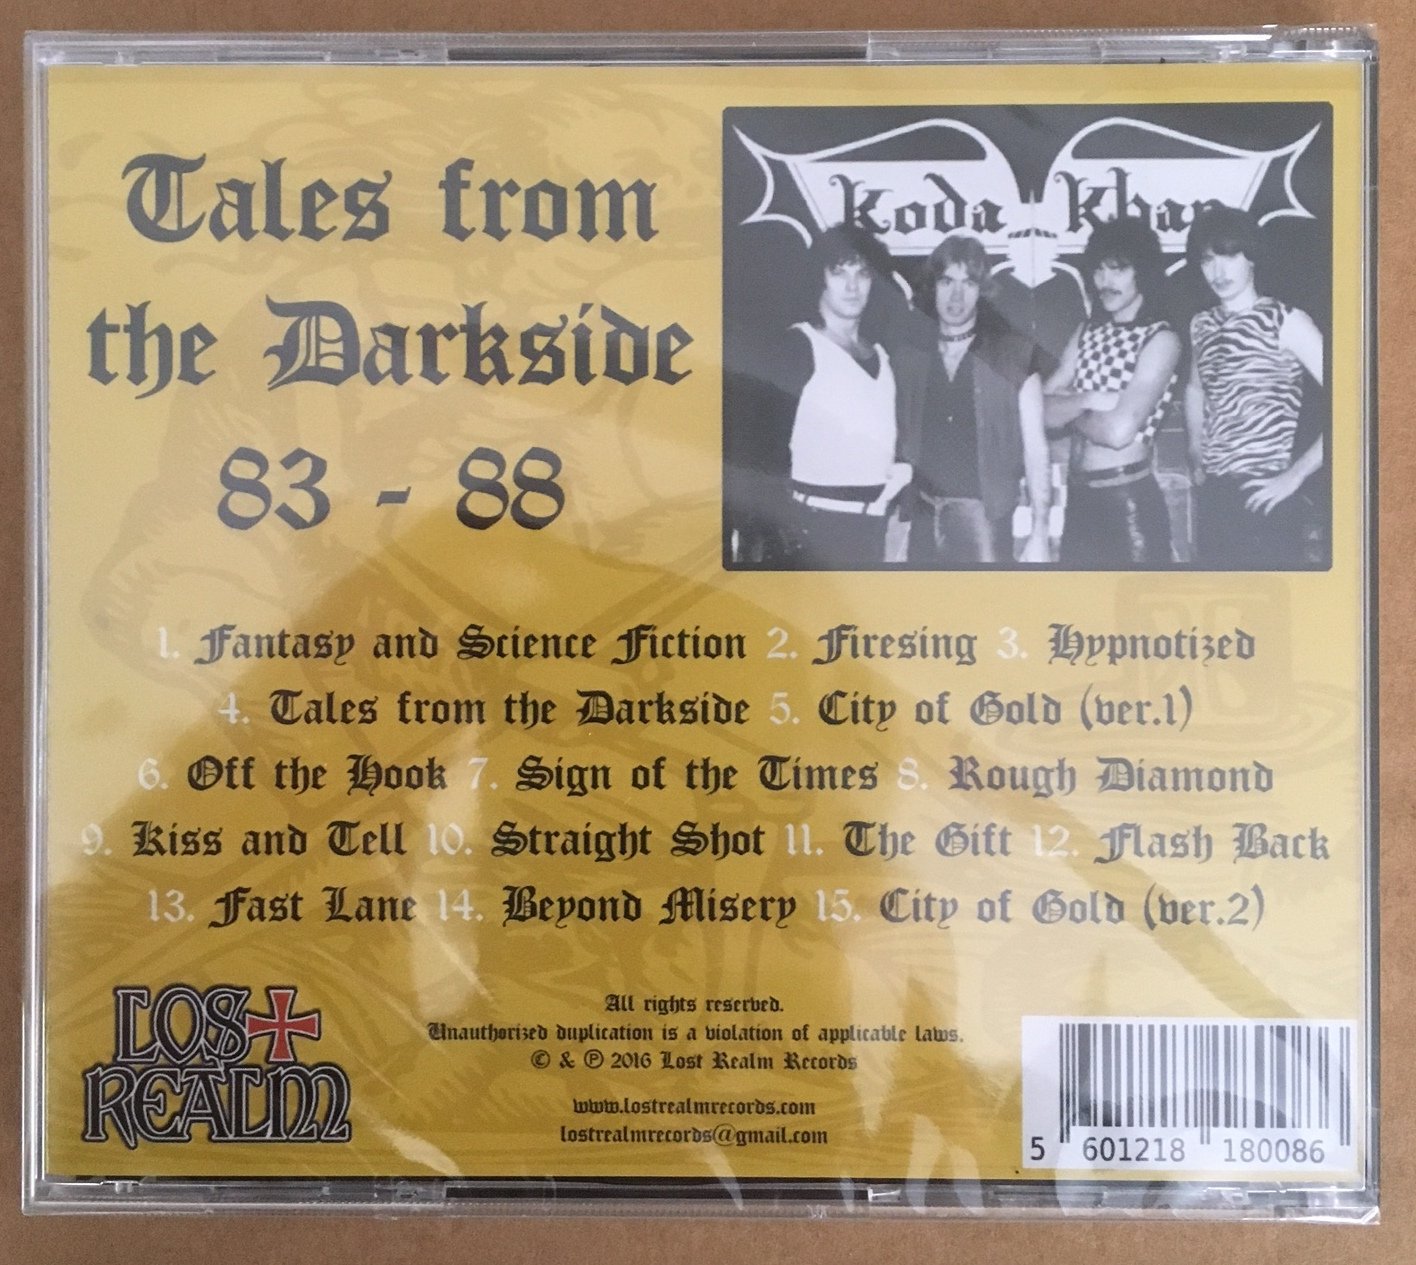 Tales from
the Darkside
83 - 88
Koda Khan
1. Fantasy and Science Fiction 2. Firesing 3. Hypnotized
4. Tales from the Darkside 5. City of Gold (ver.1)
6. Off the Hook 7. Sign of the Times 8. Rough Diamond
9. Kiss and Tell 10. Straight Shot 11. The Gift 12. Flash Back
13. Fast Lane 14. Beyond Misery 15. City of Gold (ver.2)
LOST
REALM
All rights reserved.
Unauthorized duplication is a violation of applicable laws.
© & ℗ 2016 Lost Realm Records
www.lostrealmrecords.com
lostrealmrecords@gmail.com
5 601218 180086